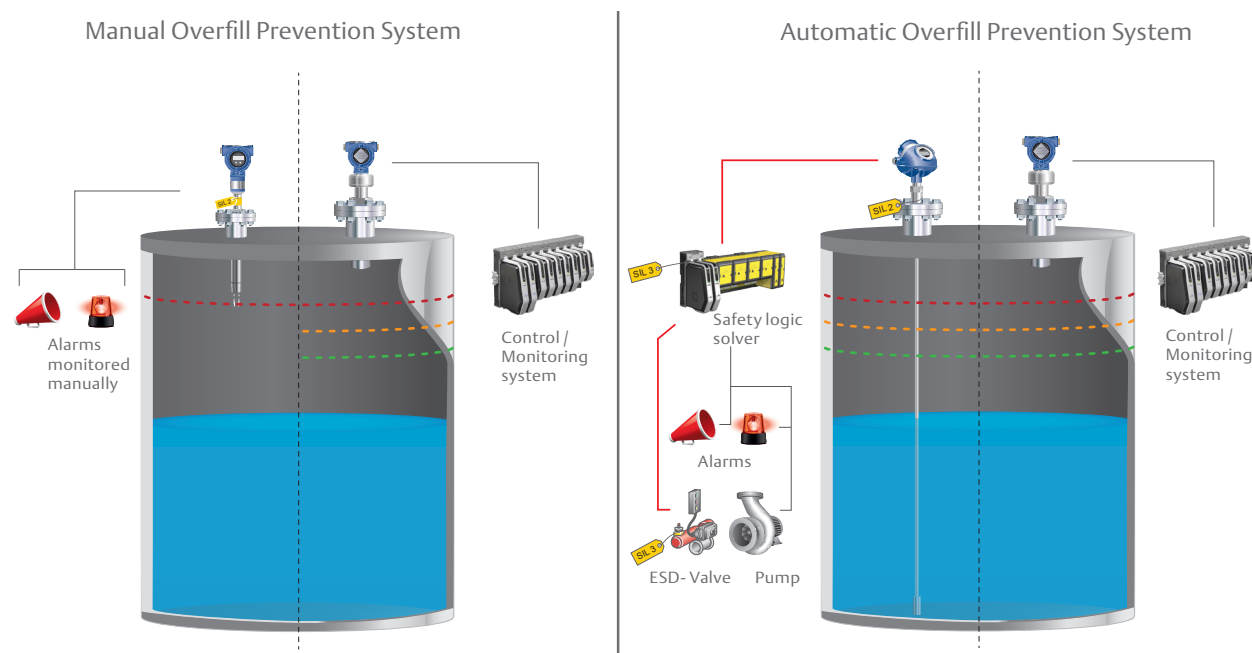 Manual Overfill Prevention System
SIL 2
Alarms
monitored
manually
Control /
Monitoring
system
Automatic Overfill Prevention System
SIL 2
SIL 3
Safety logic
solver
Alarms
SIL 3
ESD- Valve
Pump
Control /
Monitoring
system